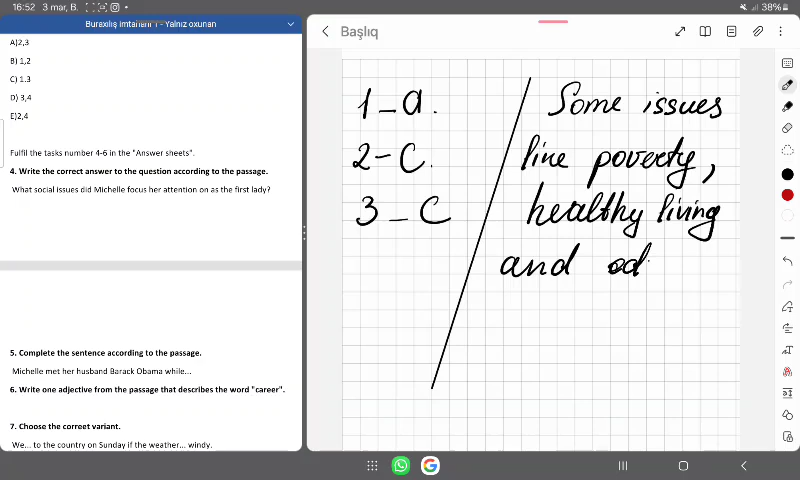 16:52 3 mar, B.
38%
Buraxılış imtahanı 1 - Yalnız oxunan
A)2,3
B) 1,2
C) 1.3
D) 3,4
E)2,4
Fulfil the tasks number 4-6 in the "Answer sheets".
4. Write the correct answer to the question according to the passage.
What social issues did Michelle focus her attention on as the first lady?
5. Complete the sentence according to the passage.
Michelle met her husband Barack Obama while...
6. Write one adjective from the passage that describes the word "career".
7. Choose the correet variant.
We... to the country on Sunday if the weather... windy.
Başlıq
1 - a.
2 - C.
3 - C
Some issues
line poverty,
healthy living
and ed